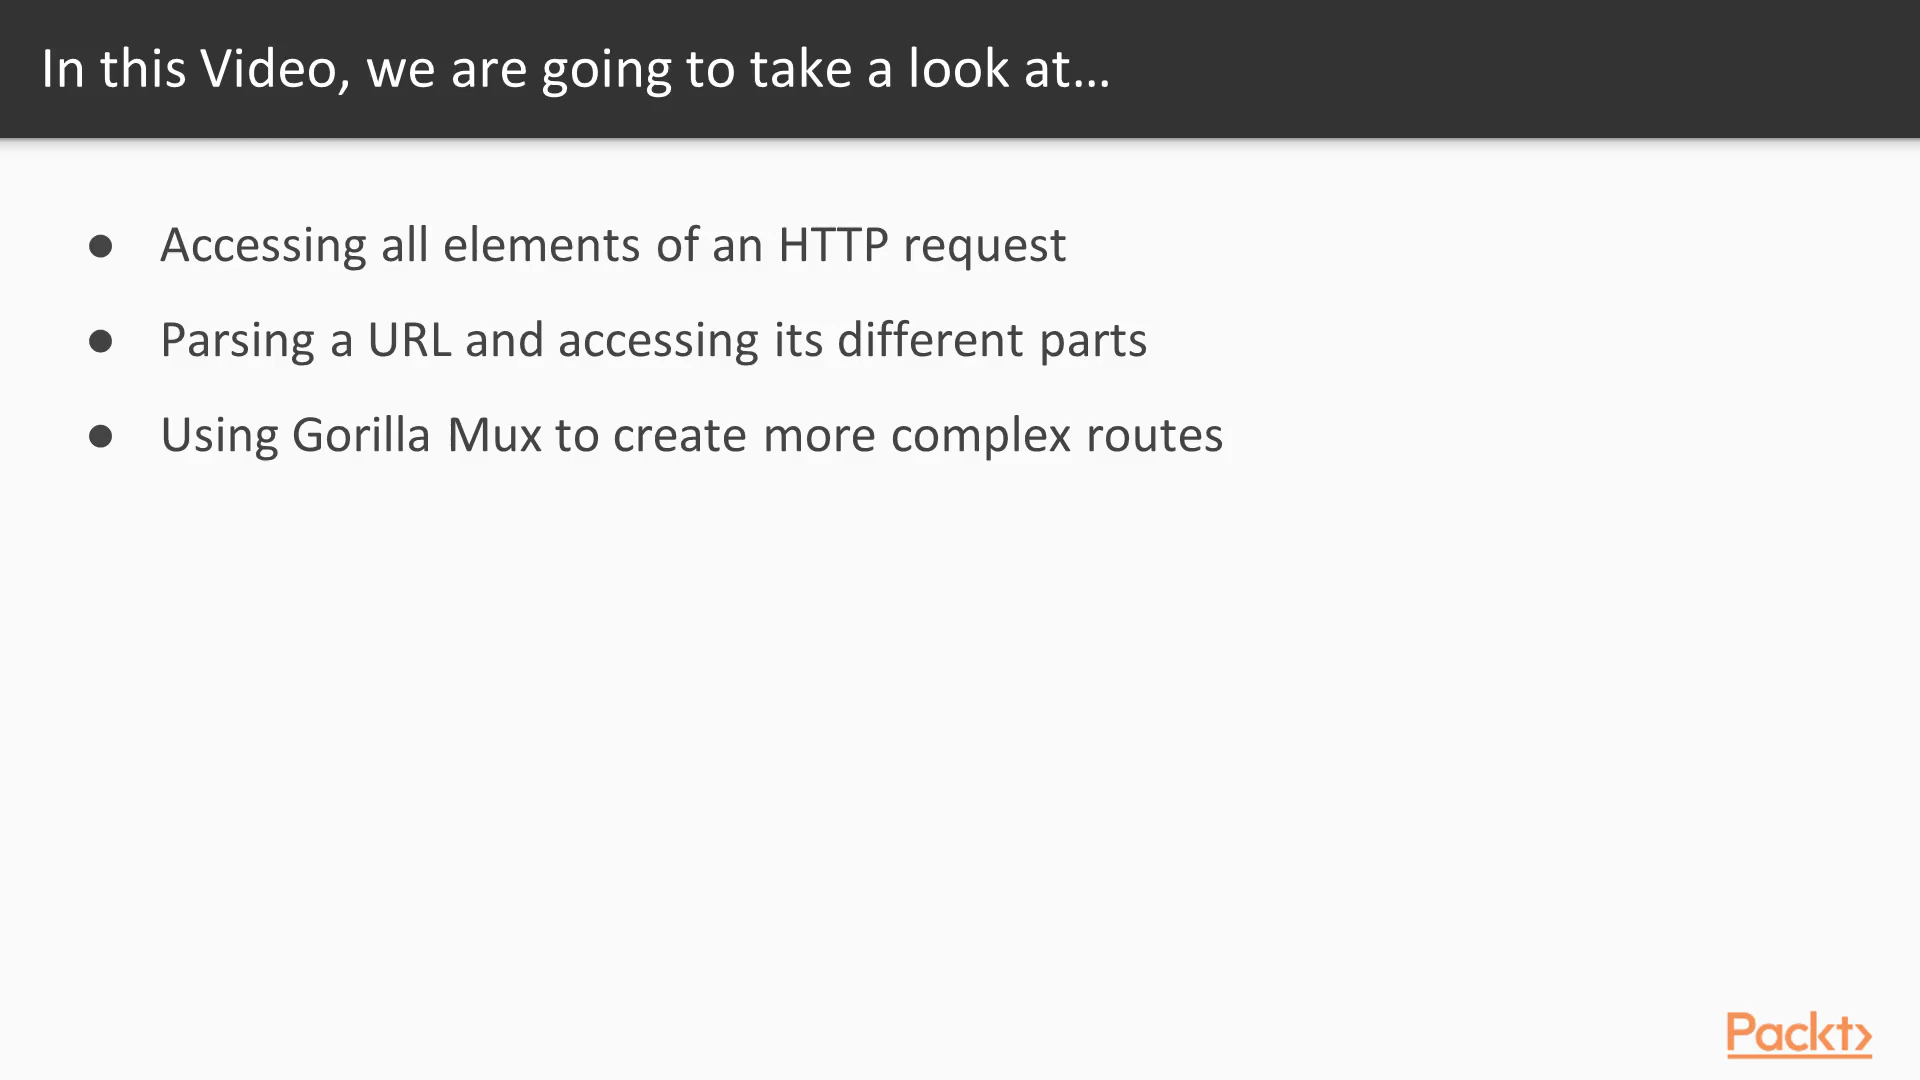 In this Video, we are going to take a look at…
● Accessing all elements of an HTTP request
● Parsing a URL and accessing its different parts
● Using Gorilla Mux to create more complex routes
Packt>